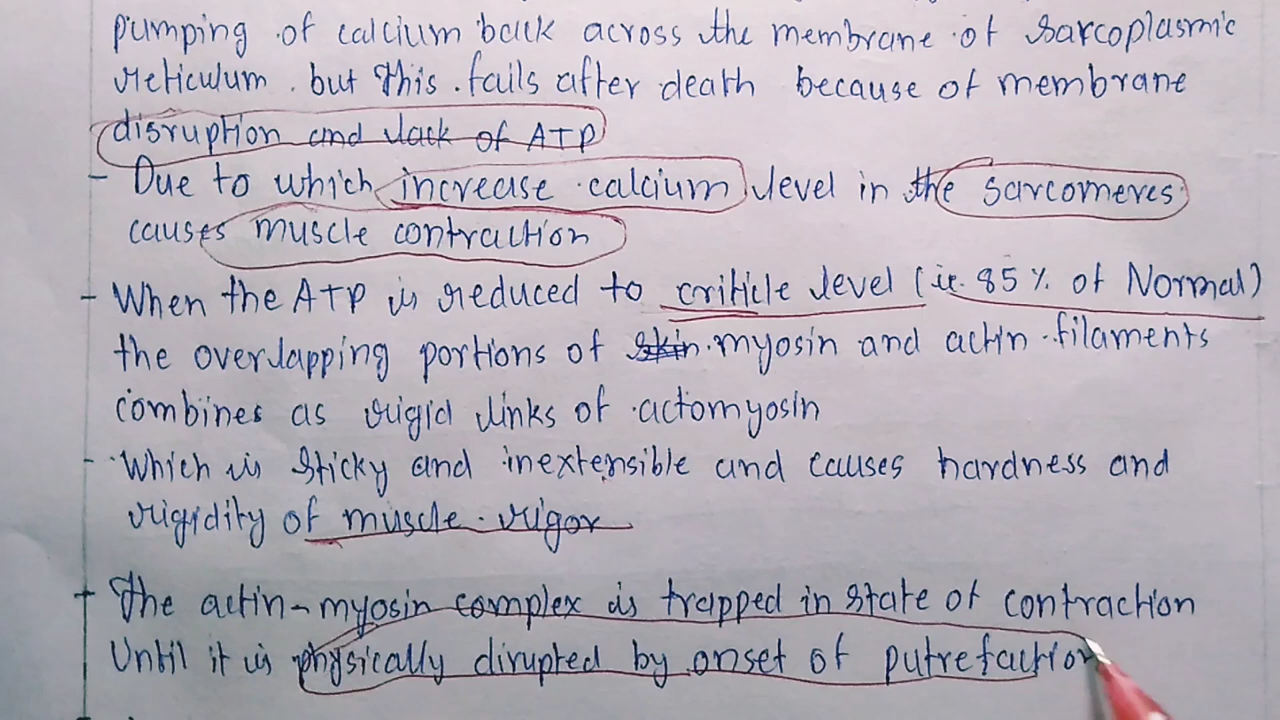 pumping of calcium back across the membrane of sarcoplasmic
reticulum. but this fails after death because of membrane
disruption and lack of ATP
- Due to which increase calcium level in the sarcomeres
causes muscle contraction
- When the ATP is reduced to criticle level (ie. 85% of Normal)
the overlapping portions of skin myosin and actin filaments
combines as rigid links of actomyosin
- Which is sticky and inextensible and causes hardness and
rigidity of muscle rigor
+ The actin-myosin complex is trapped in state of contraction
Until it is physically dirupted by onset of putrefaction